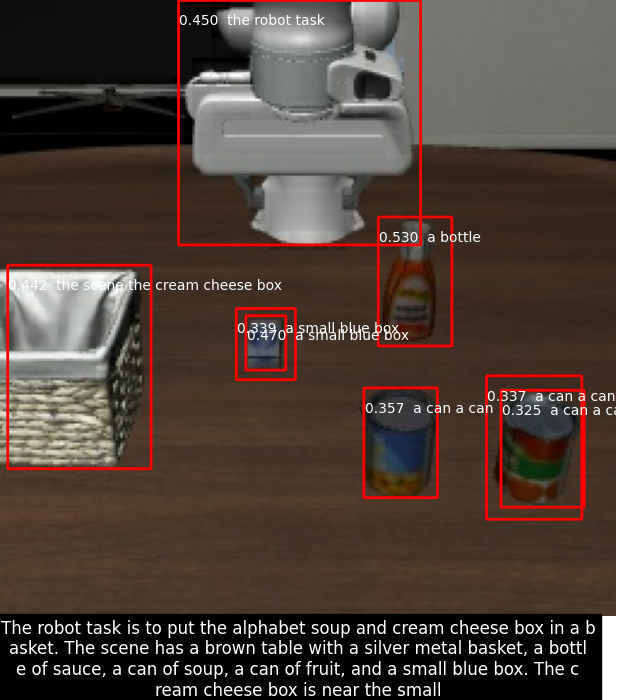 0.450 the robot task
0.530 a bottle
0.442 the scene the cream cheese box
0.339 a small blue box
0.470 a small blue box
0.337 a can a can
0.357 a can a can
0.325 a can a ca
The robot task is to put the alphabet soup and cream cheese box in a b
asket. The scene has a brown table with a silver metal basket, a bottl
e of sauce, a can of soup, a can of fruit, and a small blue box. The c
ream cheese box is near the small